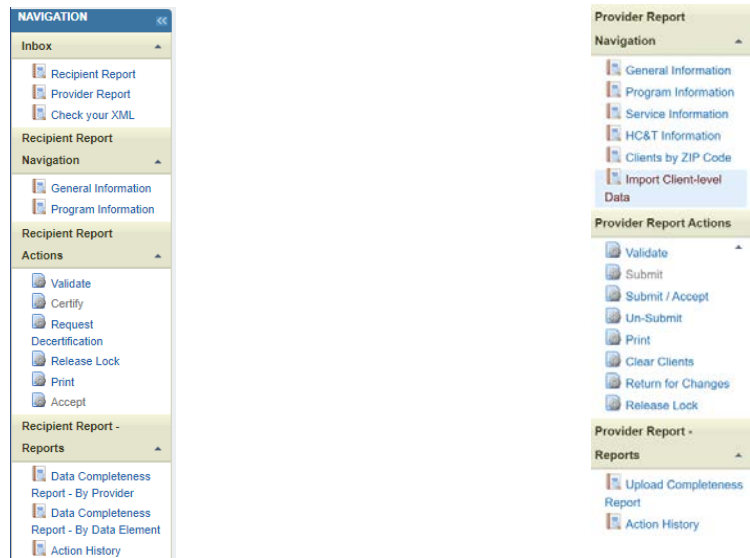 NAVIGATION «
Inbox
Recipient Report
Provider Report
Check your XML
Recipient Report
Navigation
General Information
Program Information
Recipient Report
Actions
Validate
Certify
Request
Decertification
Release Lock
Print
Accept
Recipient Report -
Reports
Data Completeness
Report - By Provider
Data Completeness
Report - By Data Element
Action History
Provider Report
Navigation
General Information
Program Information
Service Information
HC&T Information
Clients by ZIP Code
Import Client-level
Data
Provider Report Actions
Validate
Submit
Submit / Accept
Un-Submit
Print
Clear Clients
Return for Changes
Release Lock
Provider Report -
Reports
Upload Completeness
Report
Action History